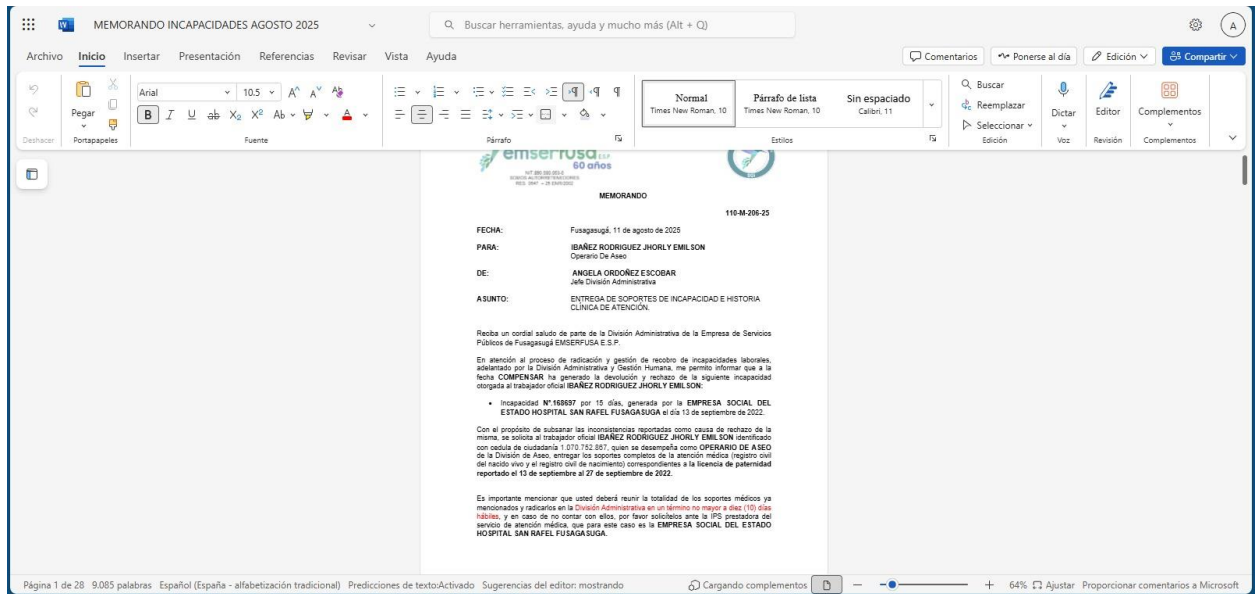 MEMORANDO INCAPACIDADES AGOSTO 2025
Buscar herramientas, ayuda y mucho más (Alt + Q)
A
Archivo Inicio Insertar Presentación Referencias Revisar Vista Ayuda
Comentarios Ponerse al día Edición Compartir
Pegar
Arial 10.5
Normal
Times New Roman, 10
Párrafo de lista
Times New Roman, 10
Sin espaciado
Calibri, 11
Buscar
Reemplazar
Seleccionar
Dictar
Editor
Complementos
Deshacer Portapapeles Fuente Párrafo Estilos Edición Voz Revisión Complementos
emserfusa E.S.P.
60 años
MEMORANDO
110-M-206-25
FECHA: Fusagasugá, 11 de agosto de 2025
PARA: IBAÑEZ RODRIGUEZ JHORLY EMILSON
Operario De Aseo
DE: ANGELA ORDOÑEZ ESCOBAR
Jefe División Administrativa
ASUNTO: ENTREGA DE SOPORTES DE INCAPACIDAD E HISTORIA
CLÍNICA DE ATENCIÓN.
Reciba un cordial saludo de parte de la División Administrativa de la Empresa de Servicios
Públicos de Fusagasugá EMSERFUSA E.S.P.
En atención al proceso de radicación y gestión de recobro de incapacidades laborales,
adelantado por la División Administrativa y Gestión Humana, me permito informar que a la
fecha COMPENSAR ha generado la devolución y rechazo de la siguiente incapacidad
otorgada al trabajador oficial IBAÑEZ RODRIGUEZ JHORLY EMILSON:
• Incapacidad N°.168697 por 15 días, generada por la EMPRESA SOCIAL DEL
ESTADO HOSPITAL SAN RAFEL FUSAGASUGA el día 13 de septiembre de 2022.
Con el propósito de subsanar las inconsistencias reportadas como causa de rechazo de la
misma, se solicita al trabajador oficial IBAÑEZ RODRIGUEZ JHORLY EMILSON identificado
con cedula de ciudadanía 1.070.752.867, quien se desempeña como OPERARIO DE ASEO
de la División de Aseo, entregar los soportes completos de la atención médica (registro civil
del nacido vivo y el registro civil de nacimiento) correspondientes a la licencia de paternidad
reportado el 13 de septiembre al 27 de septiembre de 2022.
Es importante mencionar que usted deberá reunir la totalidad de los soportes médicos ya
mencionados y radicarlos en la División Administrativa en un término no mayor a diez (10) días
hábiles, y en caso de no contar con ellos, por favor solicítelos ante la IPS prestadora del
servicio de atención médica, que para este caso es la EMPRESA SOCIAL DEL ESTADO
HOSPITAL SAN RAFEL FUSAGASUGA.
Página 1 de 28 9.085 palabras Español (España - alfabetización tradicional) Predicciones de texto:Activado Sugerencias del editor: mostrando Cargando complementos 64% Ajustar Proporcionar comentarios a Microsoft